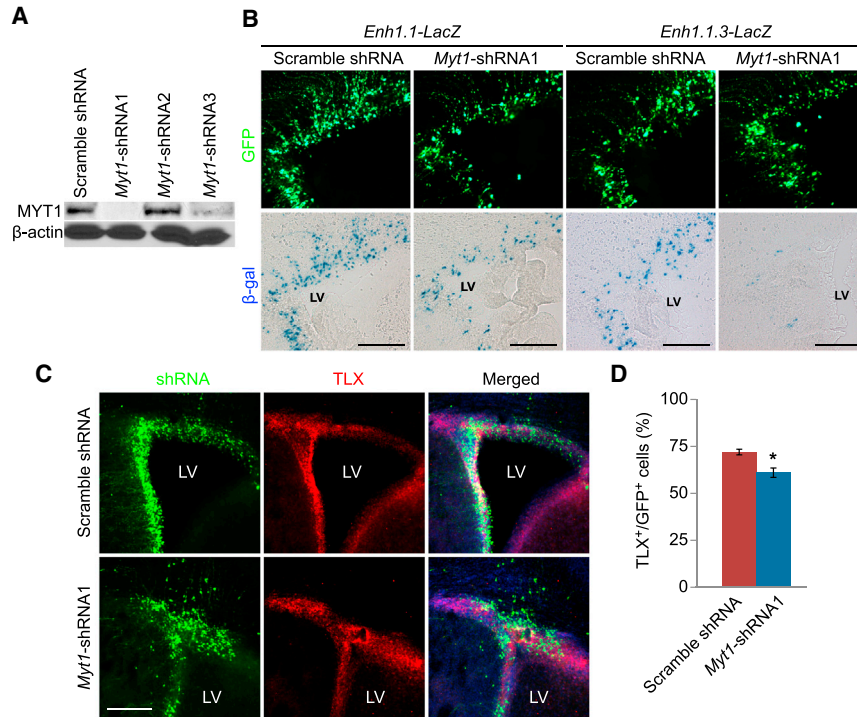 A
Scramble shRNA
Myt1-shRNA1
Myt1-shRNA2
Myt1-shRNA3
MYT1
β-actin
B
Enh1.1-LacZ
Enh1.1.3-LacZ
Scramble shRNA
Myt1-shRNA1
Scramble shRNA
Myt1-shRNA1
GFP
β-gal
LV
LV
LV
LV
C
shRNA
TLX
Merged
Scramble shRNA
LV
LV
LV
Myt1-shRNA1
LV
LV
LV
D
TLX+/GFP+ cells (%)
100
75
50
25
0
*
Scramble shRNA
Myt1-shRNA1